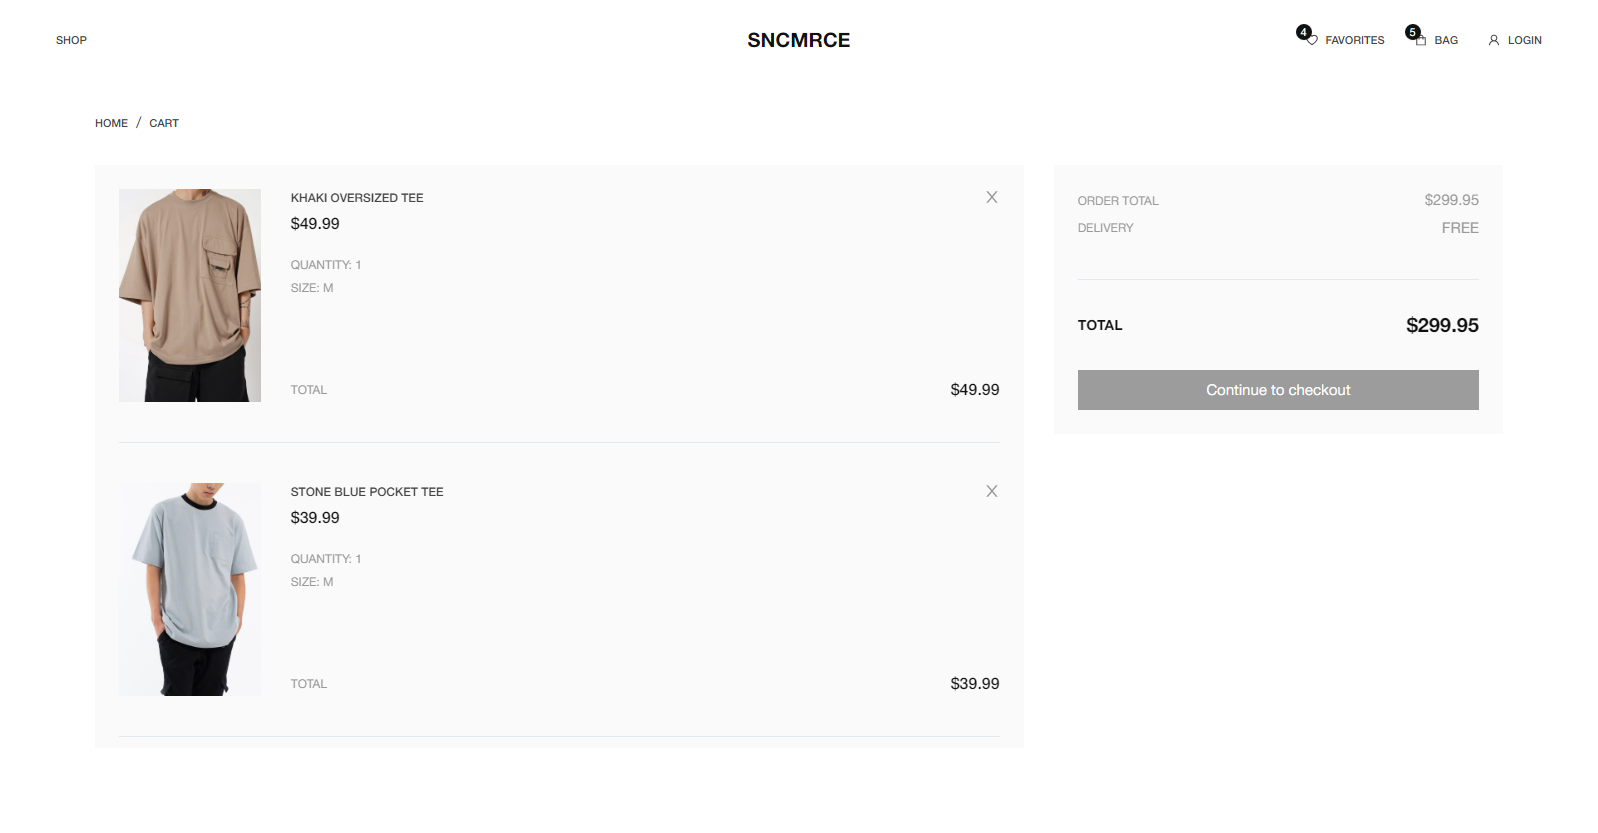 SHOP
SNCMRCE
4 FAVORITES
5 BAG
LOGIN
HOME / CART
KHAKI OVERSIZED TEE
X
$49.99
QUANTITY: 1
SIZE: M
TOTAL $49.99
STONE BLUE POCKET TEE
X
$39.99
QUANTITY: 1
SIZE: M
TOTAL $39.99
ORDER TOTAL $299.95
DELIVERY FREE
TOTAL $299.95
Continue to checkout